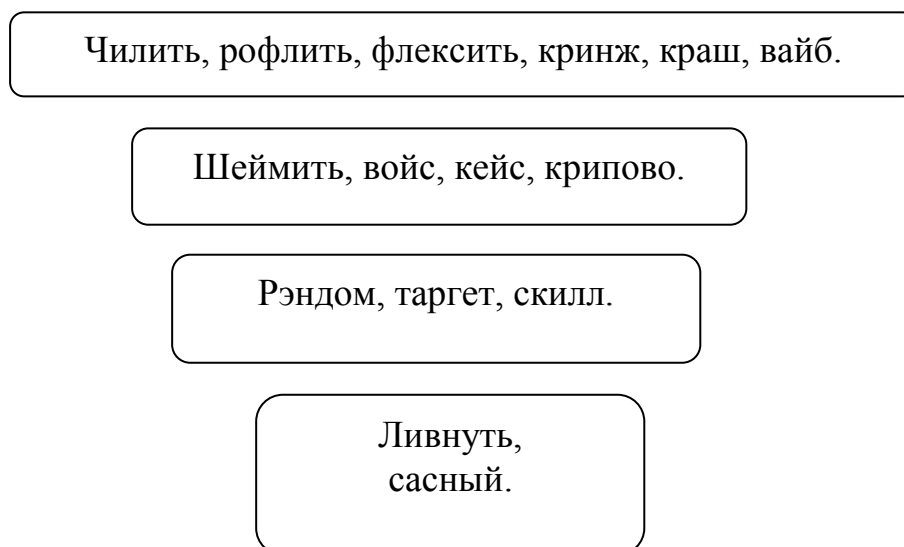 Чилить, рофлить, флексить, кринж, краш, вайб.
Шеймить, войс, кейс, крипово.
Рэндом, таргет, скилл.
Ливнуть,
сасный.